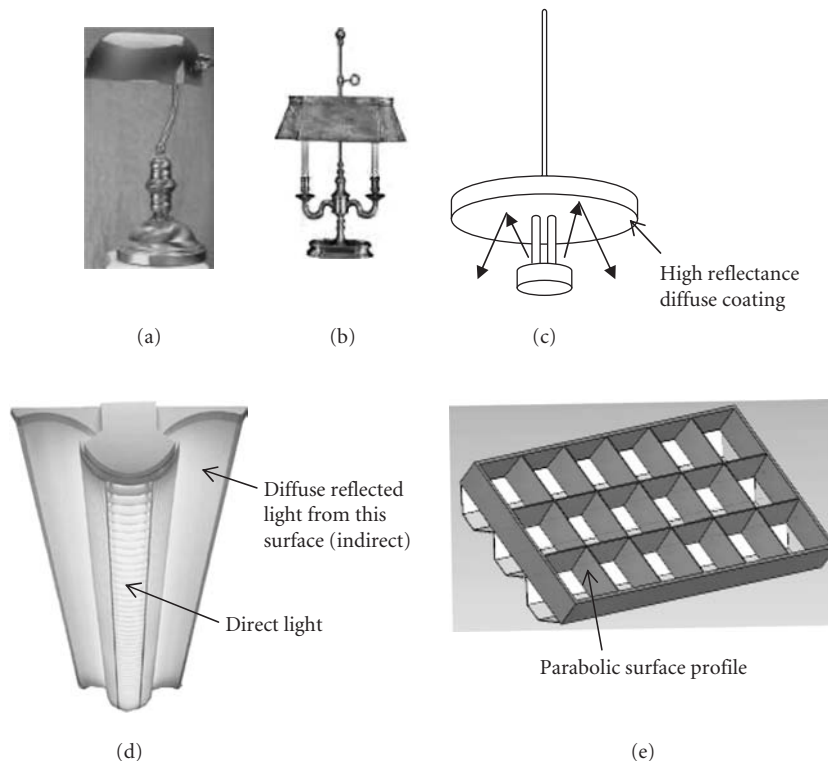 High reflectance
diffuse coating
(a)
(b)
(c)
Diffuse reflected
light from this
surface (indirect)
Direct light
Parabolic surface profile
(d)
(e)